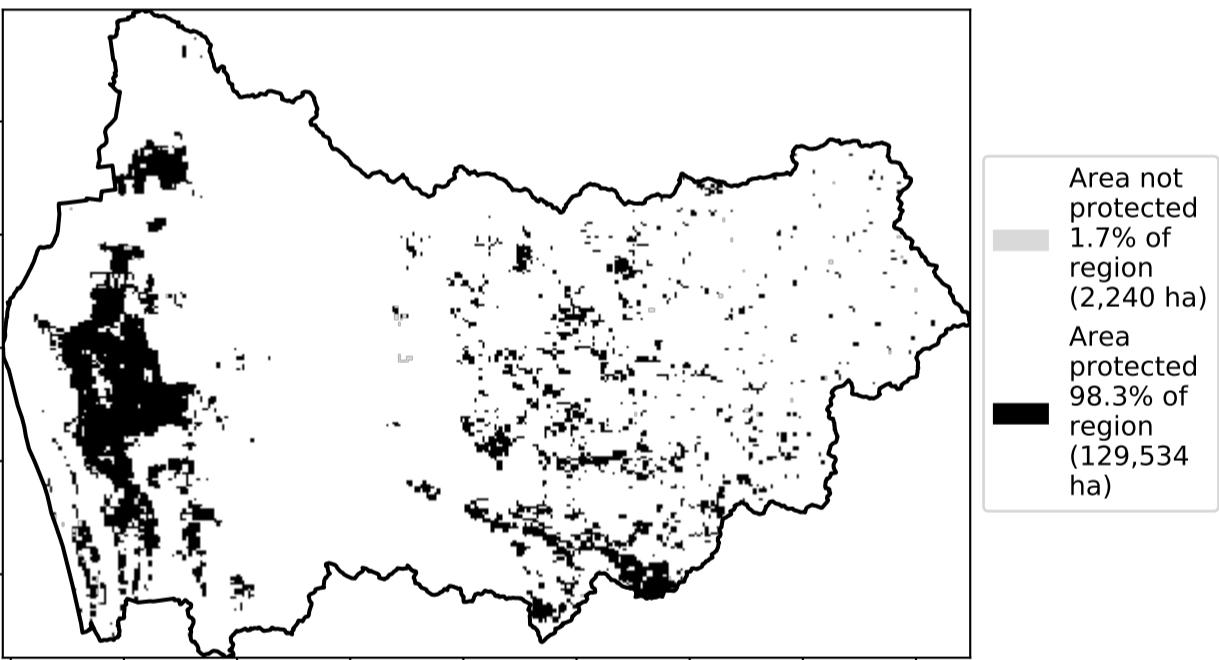 Area not
protected
1.7% of
region
(2,240 ha)
Area
protected
98.3% of
region
(129,534
ha)